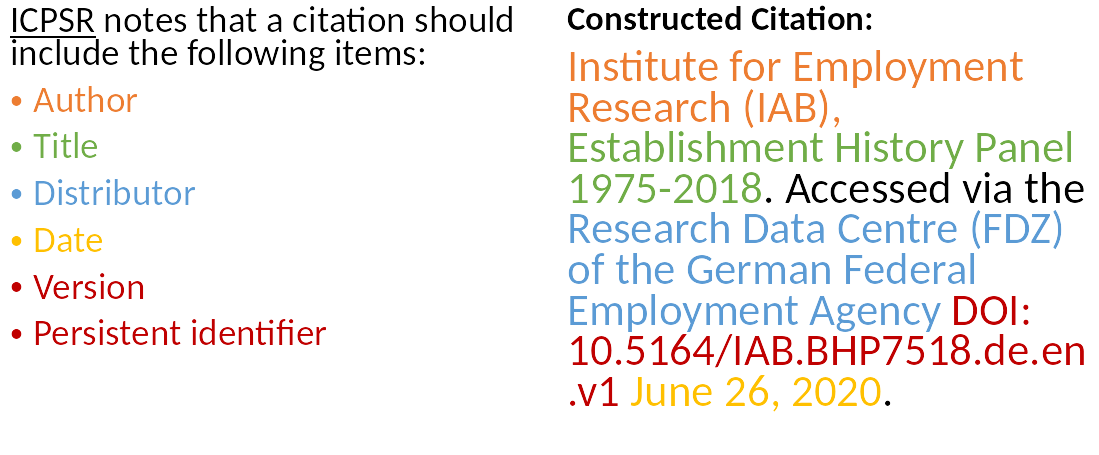 ICPSR notes that a citation should
include the following items:
• Author
• Title
• Distributor
• Date
• Version
• Persistent identifier
Constructed Citation:
Institute for Employment
Research (IAB),
Establishment History Panel
1975-2018. Accessed via the
Research Data Centre (FDZ)
of the German Federal
Employment Agency DOI:
10.5164/IAB.BHP7518.de.en
.v1 June 26, 2020.